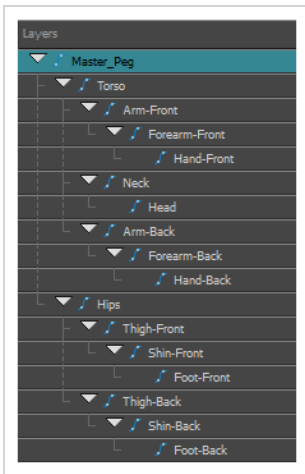 Layers
Master_Peg
Torso
Arm-Front
Forearm-Front
Hand-Front
Neck
Head
Arm-Back
Forearm-Back
Hand-Back
Hips
Thigh-Front
Shin-Front
Foot-Front
Thigh-Back
Shin-Back
Foot-Back